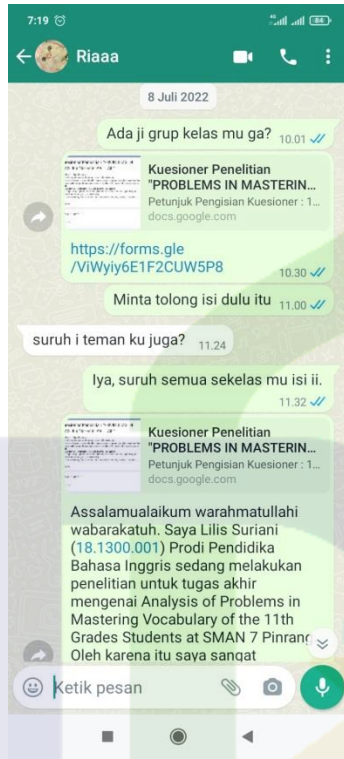 7:19
84
Riaaa
8 Juli 2022
Ada ji grup kelas mu ga? 10.01
Kuesioner Penelitian
"PROBLEMS IN MASTERIN...
Petunjuk Pengisian Kuesioner : 1...
docs.google.com
https://forms.gle
/ViWyiy6E1F2CUW5P8
10.30
Minta tolong isi dulu itu 11.00
suruh i teman ku juga? 11.24
Iya, suruh semua sekelas mu isi ii.
11.32
Kuesioner Penelitian
"PROBLEMS IN MASTERIN...
Petunjuk Pengisian Kuesioner : 1...
docs.google.com
Assalamualaikum warahmatullahi
wabarakatuh. Saya Lilis Suriani
(18.1300.001) Prodi Pendidika
Bahasa Inggris sedang melakukan
penelitian untuk tugas akhir
mengenai Analysis of Problems in
Mastering Vocabulary of the 11th
Grades Students at SMAN 7 Pinrang
Oleh karena itu saya sangat
Ketik pesan